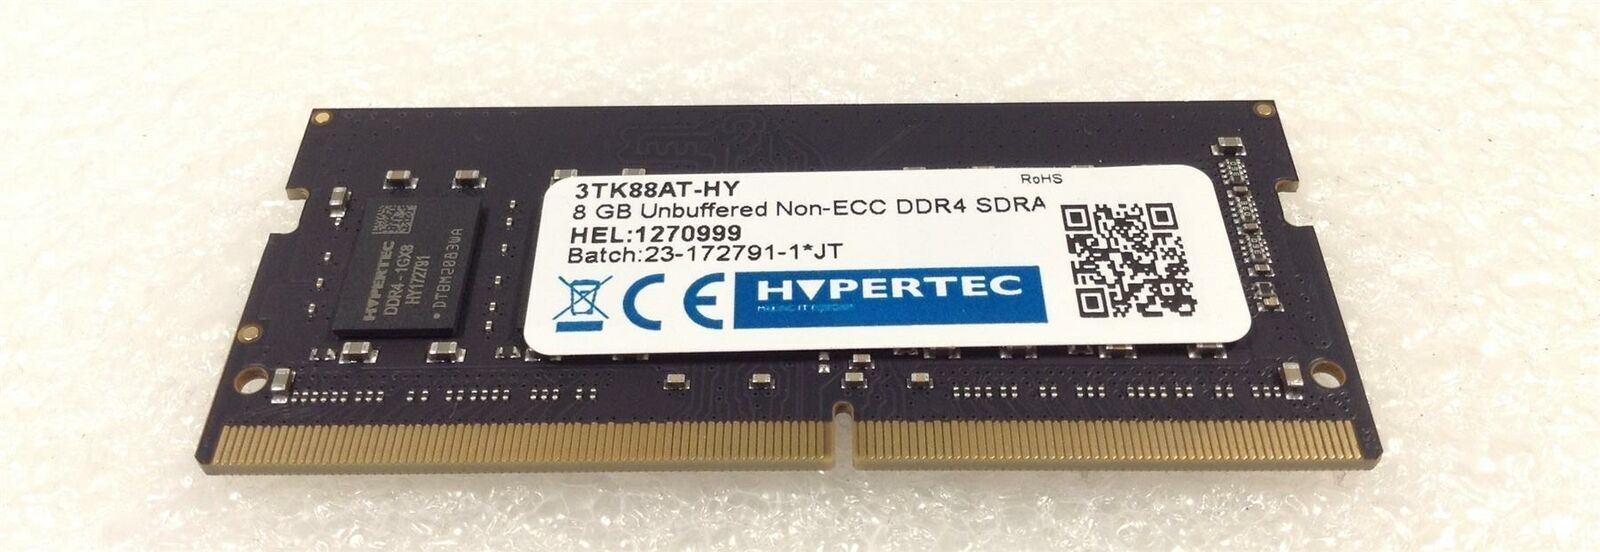 3TK88AT-HY
RoHS
8 GB Unbuffered Non-ECC DDR4 SDRA
HEL:1270999
Batch:23-172791-1*JT
CE
HYPERTEC
HYPERTEC
DDR4-1GX8
HY172791
DTBM2083WA